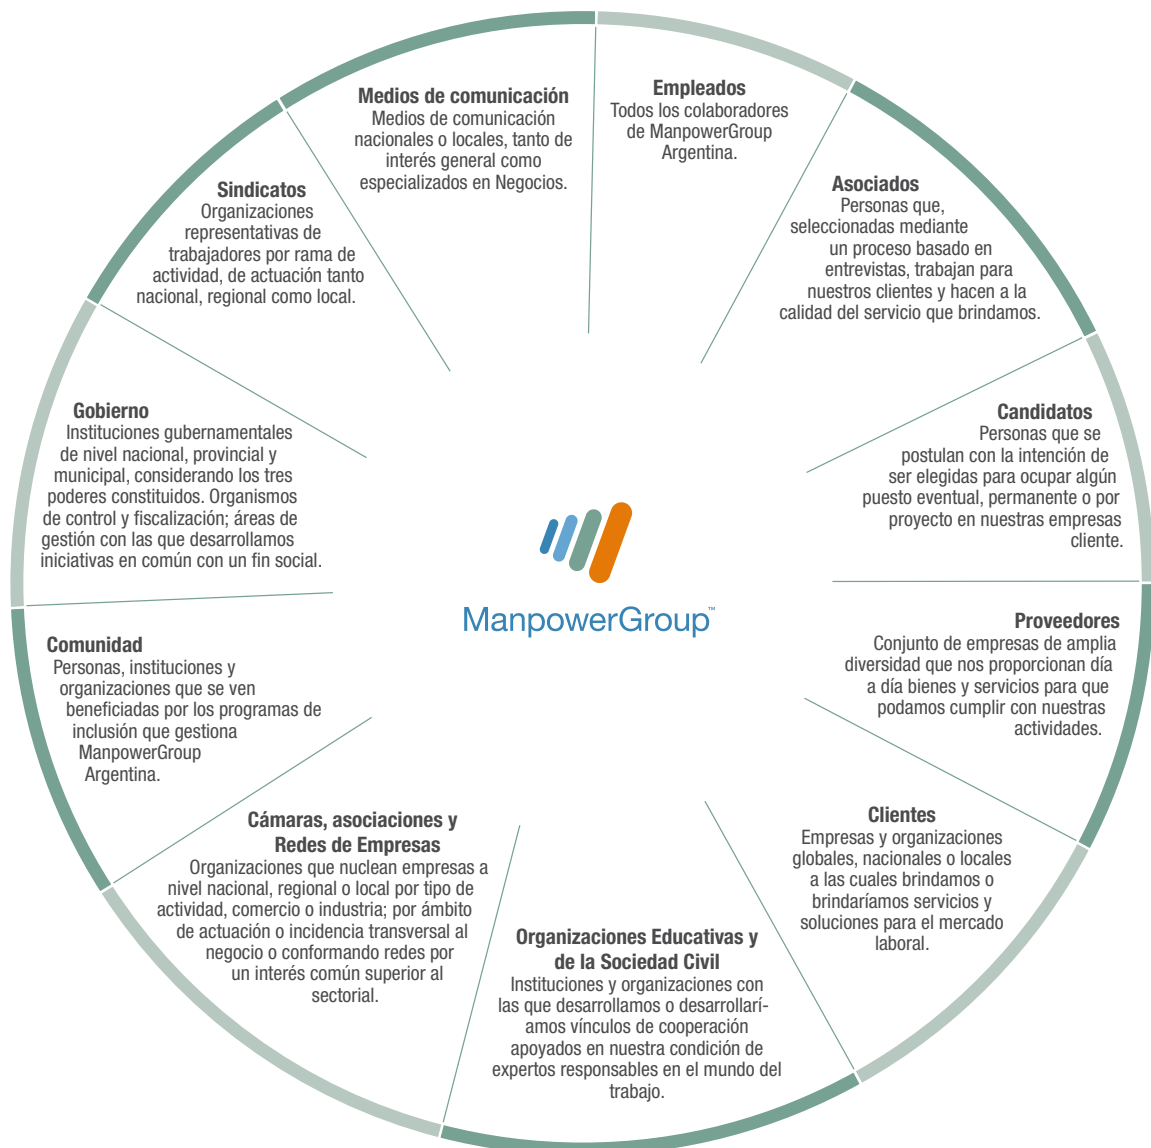 Medios de comunicación
Medios de comunicación
nacionales o locales, tanto de
interés general como
especializados en Negocios.
Empleados
Todos los colaboradores
de ManpowerGroup
Argentina.
Asociados
Personas que,
seleccionadas mediante
un proceso basado en
entrevistas, trabajan para
nuestros clientes y hacen a la
calidad del servicio que brindamos.
Candidatos
Personas que se
postulan con la intención de
ser elegidas para ocupar algún
puesto eventual, permanente o por
proyecto en nuestras empresas
cliente.
Proveedores
Conjunto de empresas de amplia
diversidad que nos proporcionan día
a día bienes y servicios para que
podamos cumplir con nuestras
actividades.
Clientes
Empresas y organizaciones
globales, nacionales o locales
a las cuales brindamos o
brindaríamos servicios y
soluciones para el mercado
laboral.
Organizaciones Educativas y
de la Sociedad Civil
Instituciones y organizaciones con
las que desarrollamos o desarrollarí-
amos vínculos de cooperación
apoyados en nuestra condición de
expertos responsables en el mundo del
trabajo.
Cámaras, asociaciones y
Redes de Empresas
Organizaciones que nuclean empresas a
nivel nacional, regional o local por tipo de
actividad, comercio o industria; por ámbito
de actuación o incidencia transversal al
negocio o conformando redes por
un interés común superior al
sectorial.
Comunidad
Personas, instituciones y
organizaciones que se ven
beneficiadas por los programas de
inclusión que gestiona
ManpowerGroup
Argentina.
Gobierno
Instituciones gubernamentales
de nivel nacional, provincial y
municipal, considerando los tres
poderes constituidos. Organismos
de control y fiscalización; áreas de
gestión con las que desarrollamos
iniciativas en común con un fin social.
Sindicatos
Organizaciones
representativas de
trabajadores por rama de
actividad, de actuación tanto
nacional, regional como local.
ManpowerGroup™